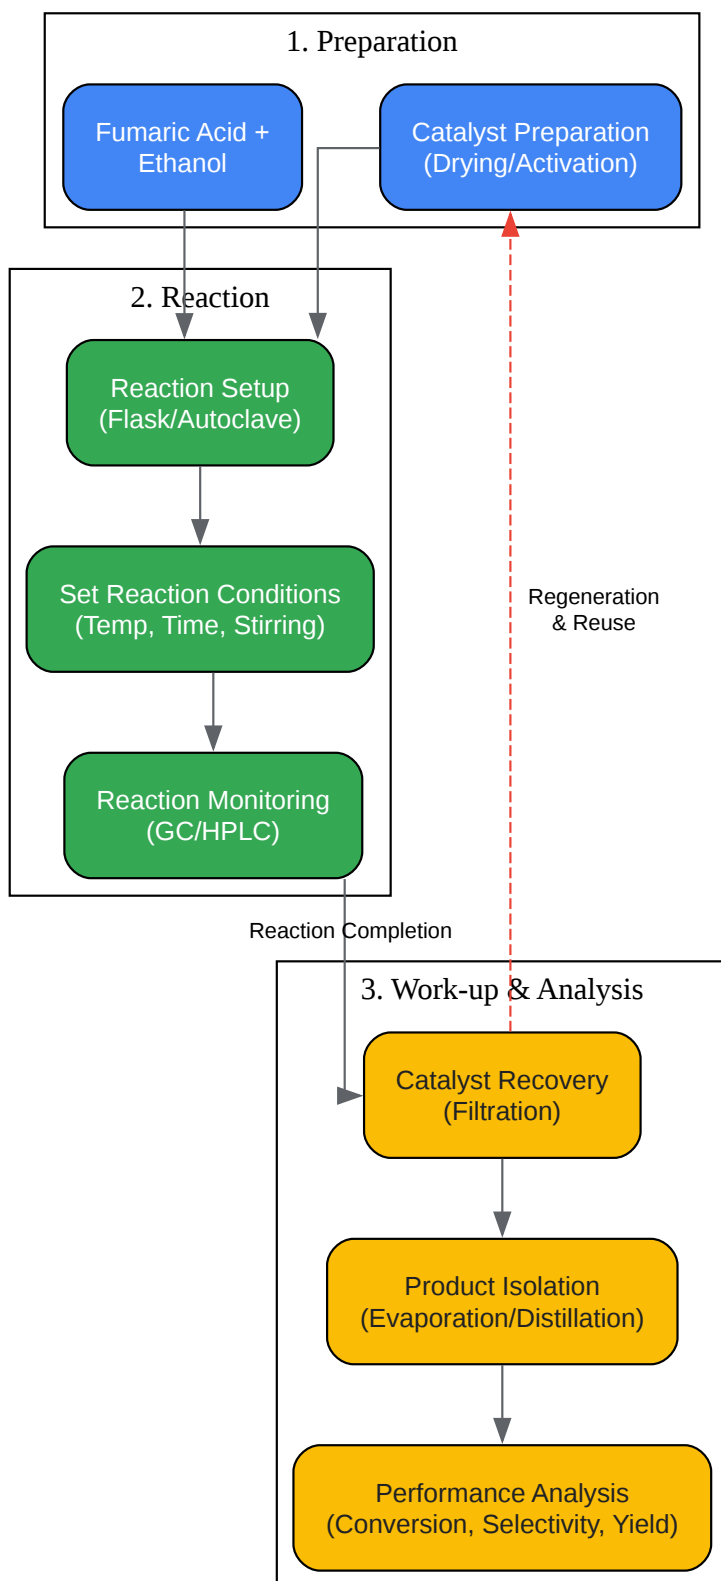 1. Preparation
Fumaric Acid +
Ethanol
Catalyst Preparation
(Drying/Activation)
2. Reaction
Reaction Setup
(Flask/Autoclave)
Set Reaction Conditions
(Temp, Time, Stirring)
Regeneration
& Reuse
Reaction Monitoring
(GC/HPLC)
Reaction Completion
3. Work-up & Analysis
Catalyst Recovery
(Filtration)
Product Isolation
(Evaporation/Distillation)
Performance Analysis
(Conversion, Selectivity, Yield)